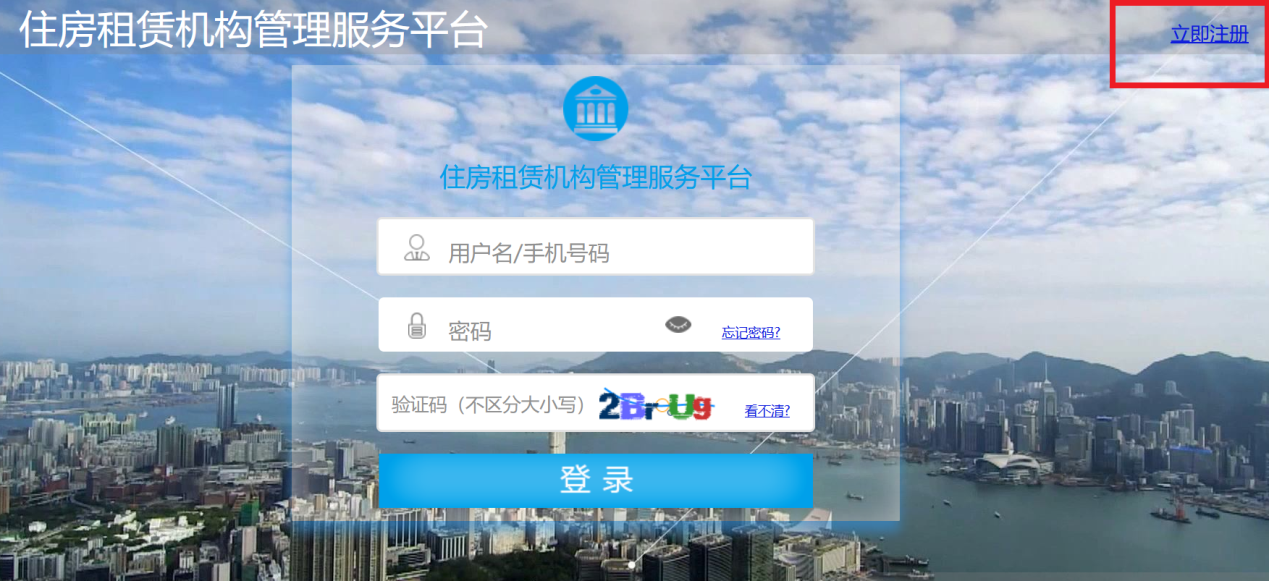 住房租赁机构管理服务平台
立即注册
住房租赁机构管理服务平台
用户名/手机号码
密码
忘记密码?
验证码（不区分大小写）
2BrUg
看不清?
登录